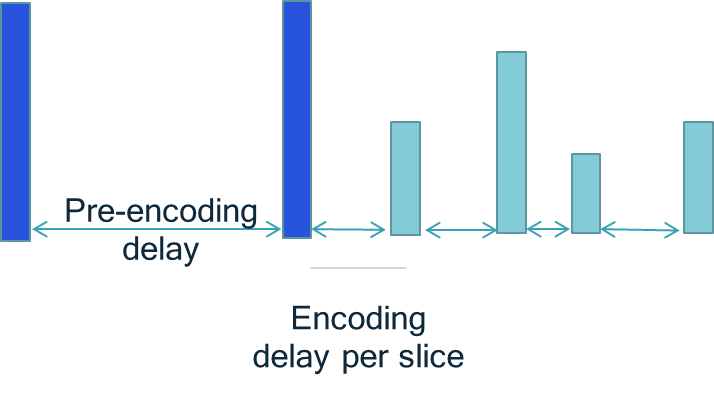 Pre-encoding
delay
Encoding
delay per slice